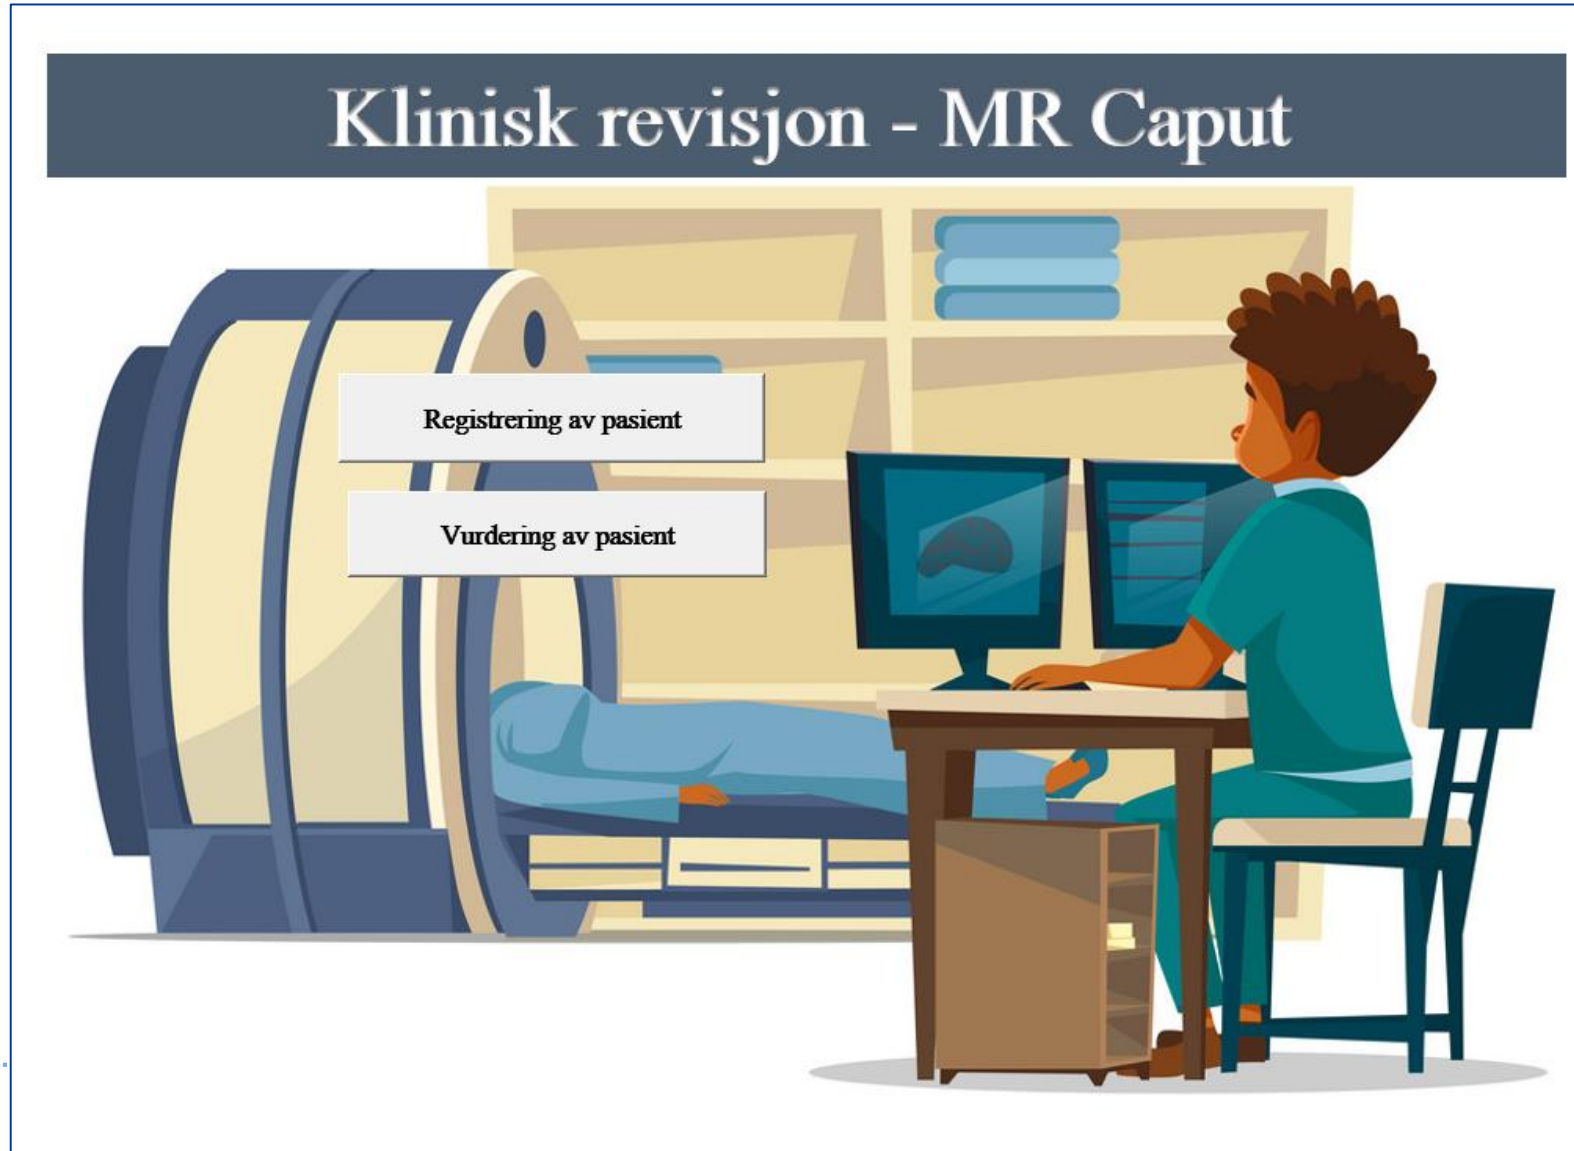 Klinisk revisjon - MR Caput
Registrering av pasient
Vurdering av pasient